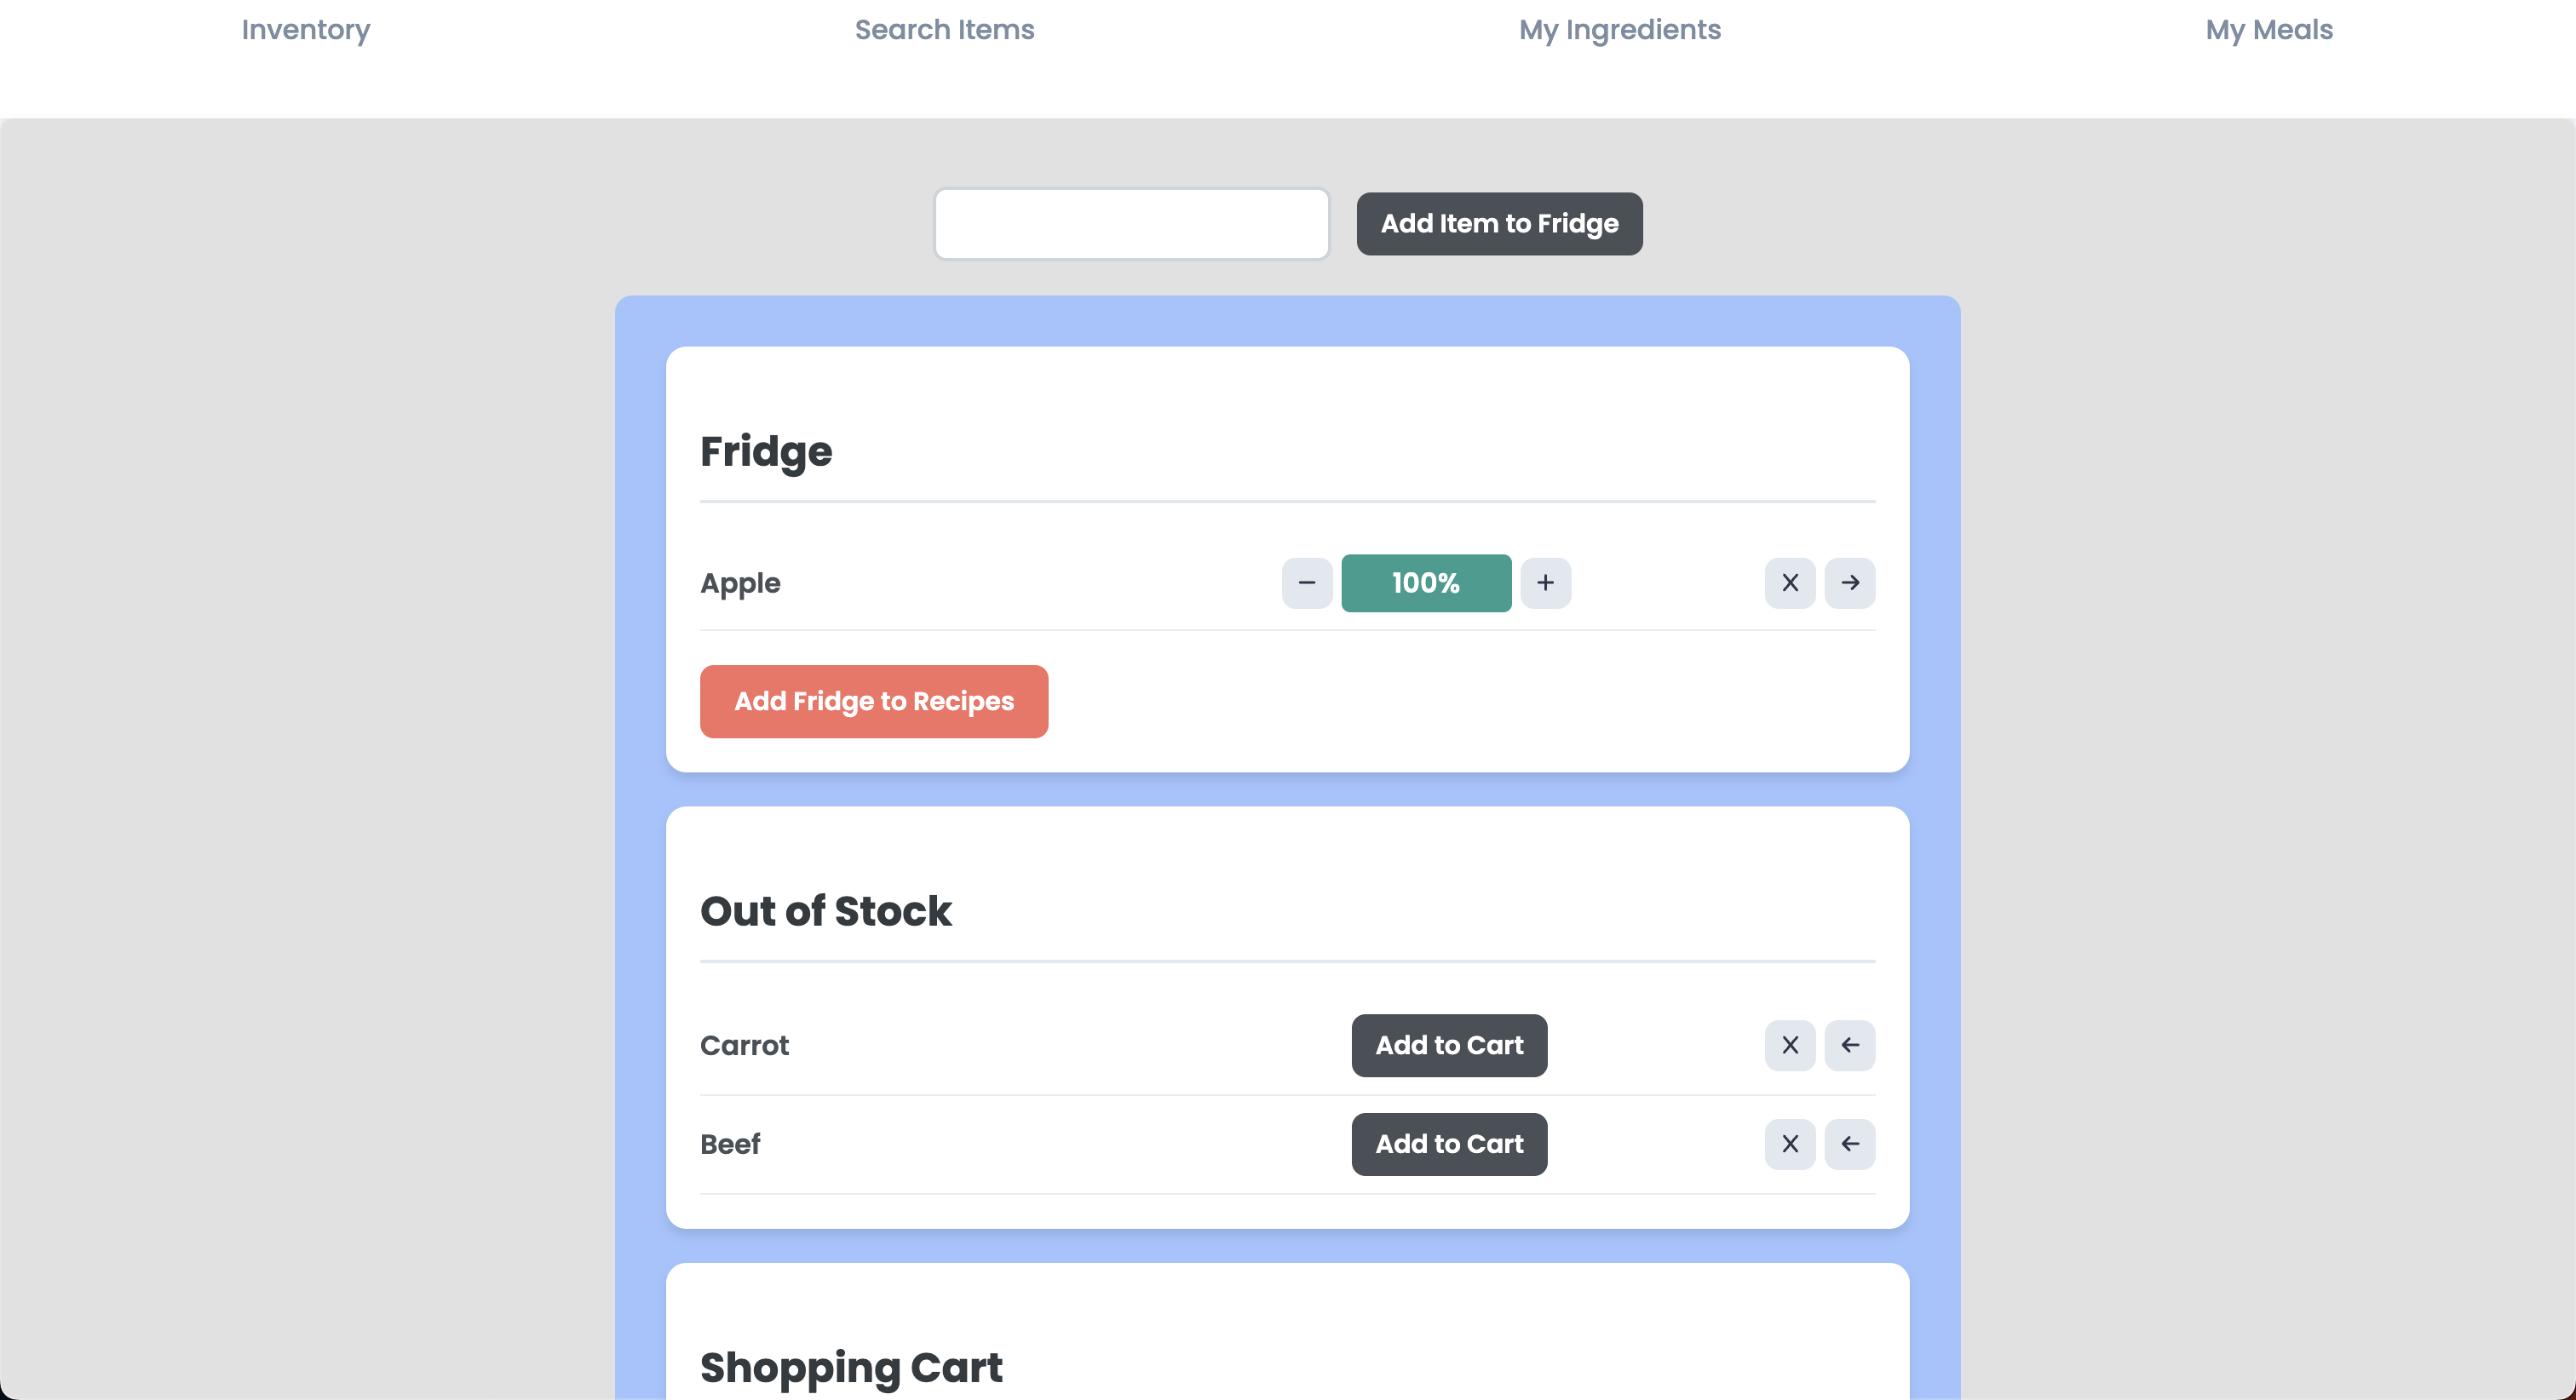 Inventory Search Items My Ingredients My Meals
Add Item to Fridge
Fridge
Apple − 100% + X →
Add Fridge to Recipes
Out of Stock
Carrot Add to Cart X ←
Beef Add to Cart X ←
Shopping Cart